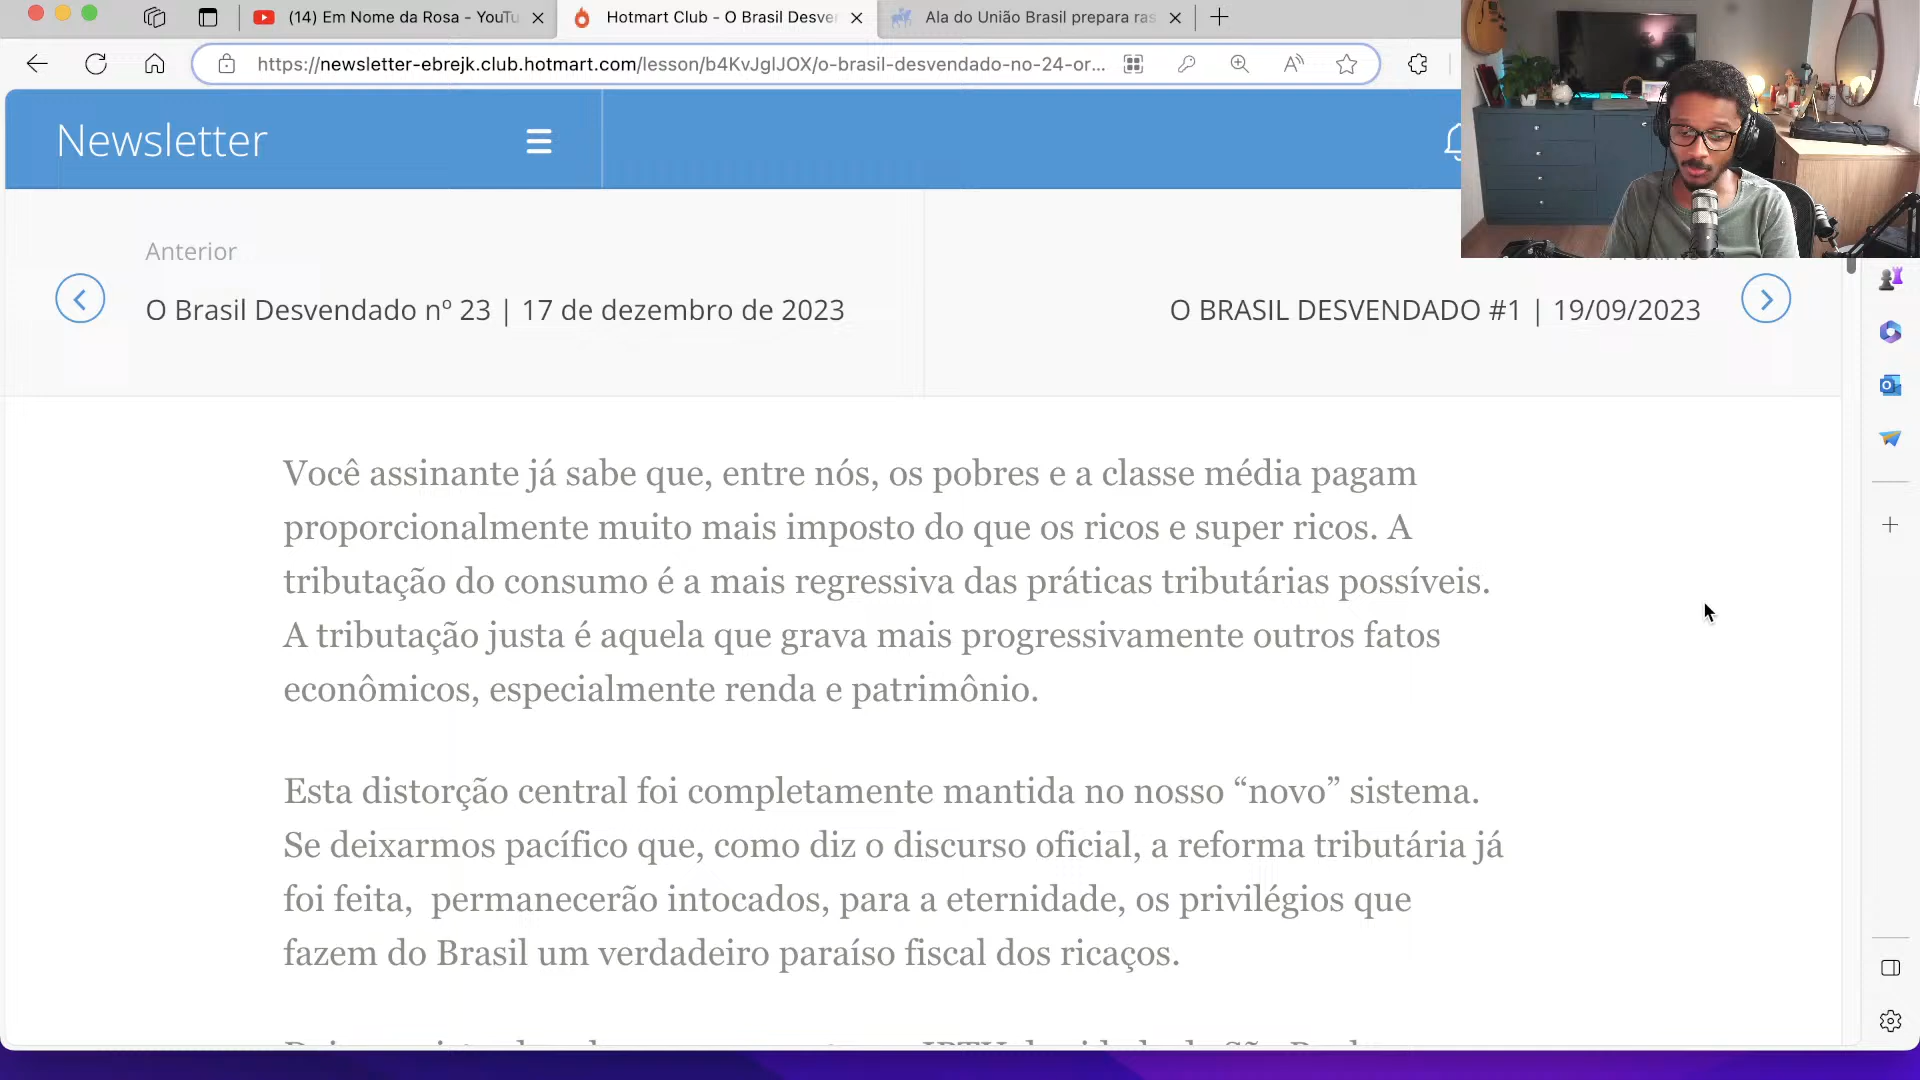 (14) Em Nome da Rosa - YouTu
Hotmart Club - O Brasil Desve
Ala do União Brasil prepara ras
https://newsletter-ebrejk.club.hotmart.com/lesson/b4KvJglJOX/o-brasil-desvendado-no-24-or...
Newsletter
Anterior
O Brasil Desvendado nº 23 | 17 de dezembro de 2023
O BRASIL DESVENDADO #1 | 19/09/2023
Você assinante já sabe que, entre nós, os pobres e a classe média pagam
proporcionalmente muito mais imposto do que os ricos e super ricos. A
tributação do consumo é a mais regressiva das práticas tributárias possíveis.
A tributação justa é aquela que grava mais progressivamente outros fatos
econômicos, especialmente renda e patrimônio.
Esta distorção central foi completamente mantida no nosso “novo” sistema.
Se deixarmos pacífico que, como diz o discurso oficial, a reforma tributária já
foi feita, permanecerão intocados, para a eternidade, os privilégios que
fazem do Brasil um verdadeiro paraíso fiscal dos ricaços.